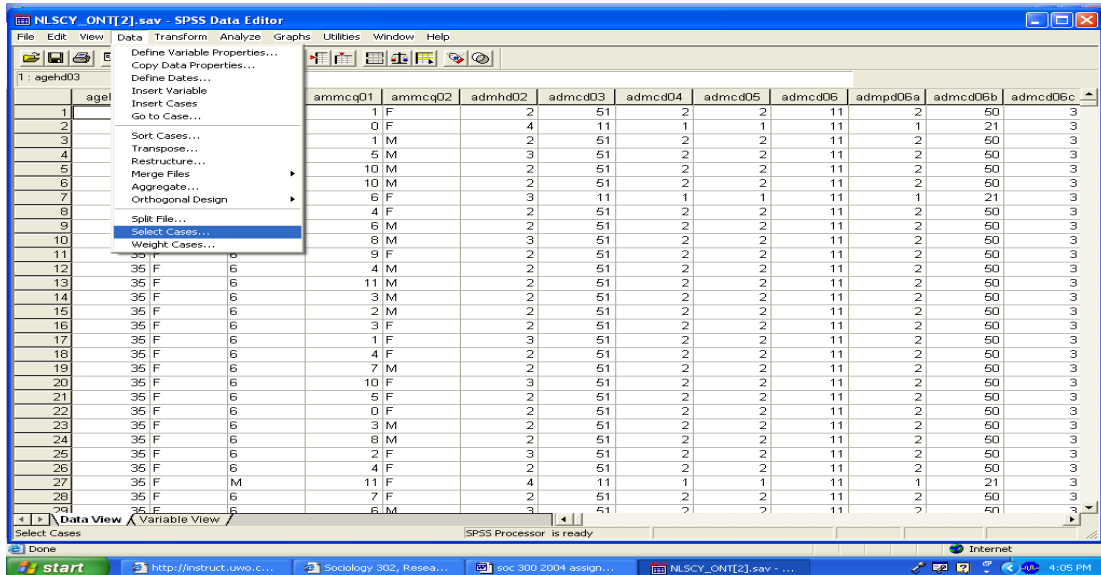 NLSCY_ONT[2].sav - SPSS Data Editor
File Edit View Data Transform Analyze Graphs Utilities Window Help
1 : agehd03
Define Variable Properties...
Copy Data Properties...
Define Dates...
Insert Variable
Insert Cases
Go to Case...
Sort Cases...
Transpose...
Restructure...
Merge Files
Aggregate...
Orthogonal Design
Split File...
Select Cases...
Weight Cases...
ammcq01 ammcq02 admhd02 admcd03 admcd04 admcd05 admcd06 admpd06a admcd06b admcd06c
1 1 F 2 51 2 2 11 2 50 3
2 0 F 4 11 1 1 11 1 21 3
3 1 M 2 51 2 2 11 2 50 3
4 5 M 3 51 2 2 11 2 50 3
5 10 M 2 51 2 2 11 2 50 3
6 10 M 2 51 2 2 11 2 50 3
7 6 F 3 11 1 1 11 1 21 3
8 4 F 2 51 2 2 11 2 50 3
9 6 M 2 51 2 2 11 2 50 3
10 8 M 3 51 2 2 11 2 50 3
11 35 F 6 9 F 2 51 2 2 11 2 50 3
12 35 F 6 4 M 2 51 2 2 11 2 50 3
13 35 F 6 11 M 2 51 2 2 11 2 50 3
14 35 F 6 3 M 2 51 2 2 11 2 50 3
15 35 F 6 2 M 2 51 2 2 11 2 50 3
16 35 F 6 3 F 2 51 2 2 11 2 50 3
17 35 F 6 1 F 3 51 2 2 11 2 50 3
18 35 F 6 4 F 2 51 2 2 11 2 50 3
19 35 F 6 7 M 2 51 2 2 11 2 50 3
20 35 F 6 10 F 3 51 2 2 11 2 50 3
21 35 F 6 5 F 2 51 2 2 11 2 50 3
22 35 F 6 0 F 2 51 2 2 11 2 50 3
23 35 F 6 3 M 2 51 2 2 11 2 50 3
24 35 F 6 8 M 2 51 2 2 11 2 50 3
25 35 F 6 2 F 3 51 2 2 11 2 50 3
26 35 F 6 4 F 2 51 2 2 11 2 50 3
27 35 F M 11 F 4 11 1 1 11 1 21 3
28 35 F 6 7 F 2 51 2 2 11 2 50 3
29 35 F 6 6 M 3 51 2 2 11 2 50 3
Data View Variable View
Select Cases SPSS Processor is ready
Done Internet
start http://instruct.uwo.c... Sociology 302, Resea... soc 300 2004 assign... NLSCY_ONT[2].sav - ... 4:05 PM